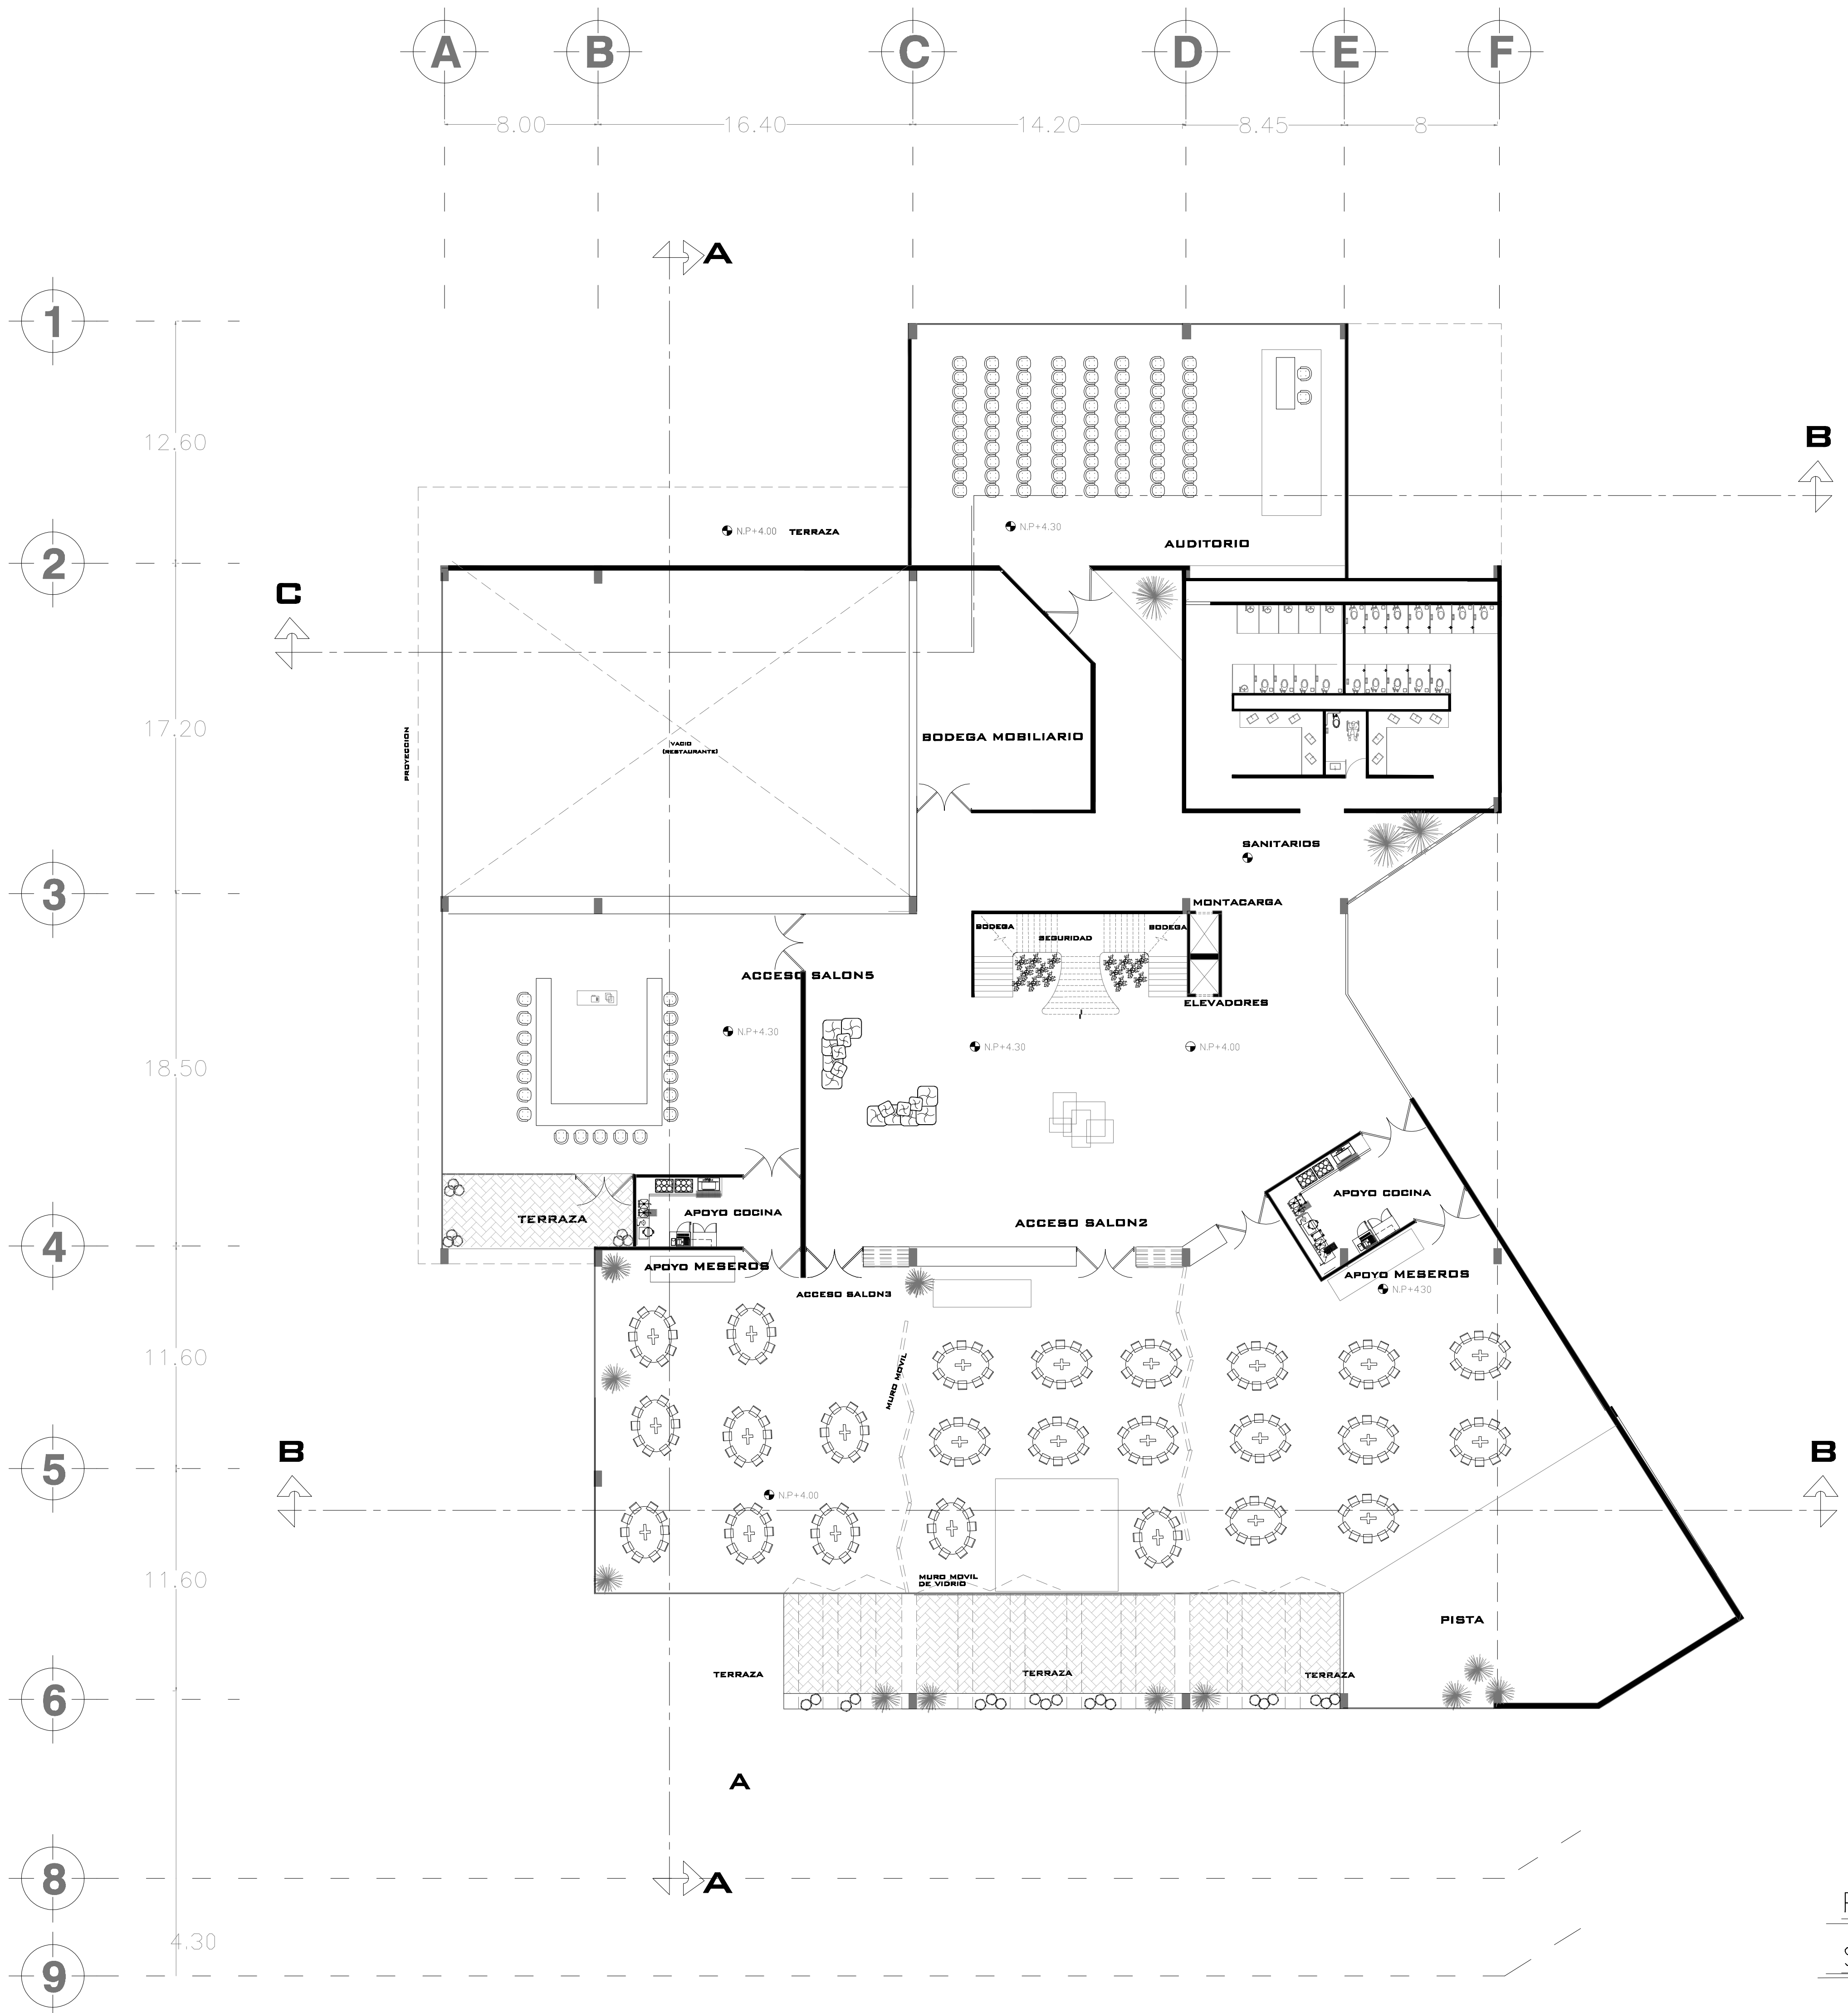 A B C D E F
8.00 16.40 14.20 8.45 8
A
1
12.60
B
N.P+4.00 TERRAZA
N.P+4.30
AUDITORIO
2
C
17.20
PROYECCION
VACIO
(RESTAURANTE)
BODEGA MOBILIARIO
SANITARIOS
3
MONTACARGA
BODEGA
SEGURIDAD
BODEGA
ACCESO SALON5
ELEVADORES
N.P+4.30
N.P+4.30
N.P+4.00
18.50
APOYO COCINA
TERRAZA
APOYO COCINA
ACCESO SALON2
4
APOYO MESEROS
APOYO MESEROS
N.P+430
ACCESO SALON3
11.60
MURO MOVIL
B
B
5
N.P+4.00
11.60
MURO MOVIL
DE VIDRIO
PISTA
TERRAZA
TERRAZA
TERRAZA
6
A
8
A
4.30
9